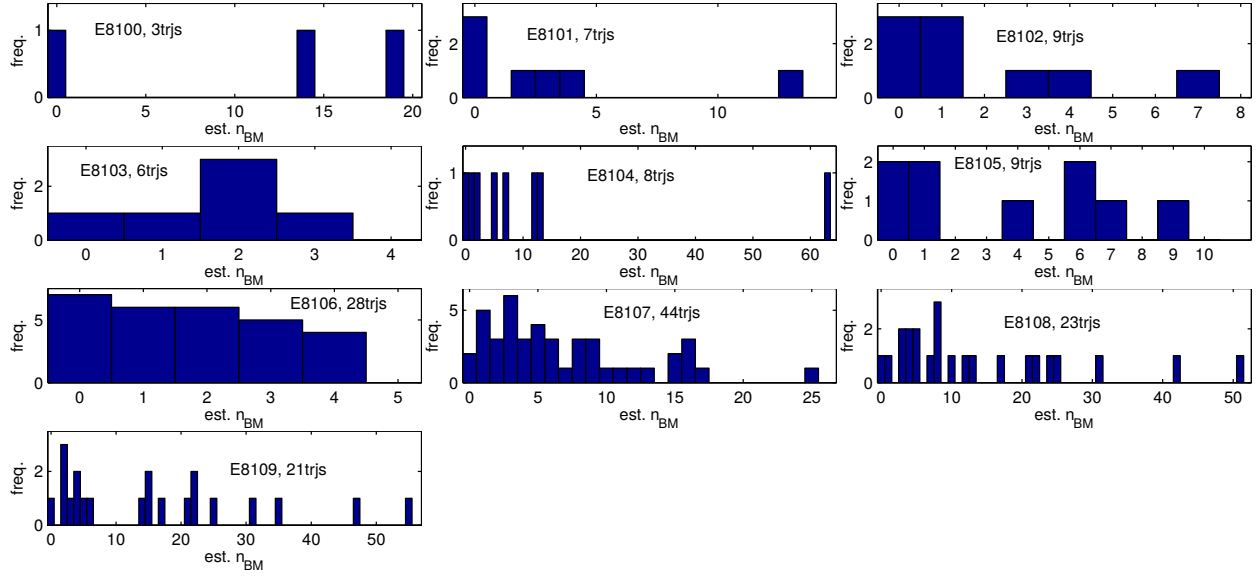 E8100, 3trjs
freq.
1
0
0 5 10 15 20
est. n_BM
E8101, 7trjs
freq.
2
0
0 5 10
est. n_BM
E8102, 9trjs
freq.
2
0
0 1 2 3 4 5 6 7 8
est. n_BM
E8103, 6trjs
freq.
2
0
0 1 2 3 4
est. n_BM
E8104, 8trjs
freq.
1
0
0 10 20 30 40 50 60
est. n_BM
E8105, 9trjs
freq.
2
1
0
0 1 2 3 4 5 6 7 8 9 10
est. n_BM
E8106, 28trjs
freq.
5
0
0 1 2 3 4 5
est. n_BM
E8107, 44trjs
freq.
5
0
0 5 10 15 20 25
est. n_BM
E8108, 23trjs
freq.
2
0
0 10 20 30 40 50
est. n_BM
E8109, 21trjs
freq.
2
0
0 10 20 30 40 50
est. n_BM